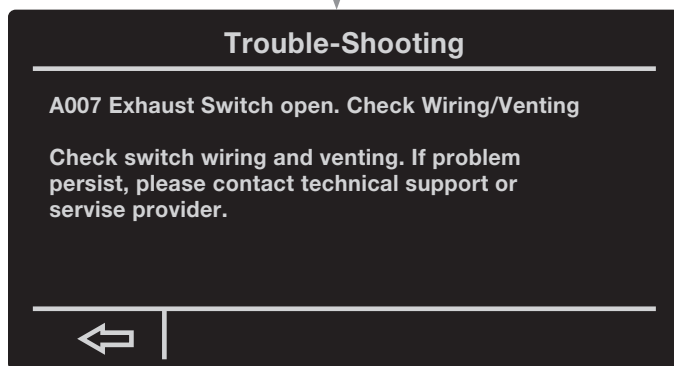 Trouble-Shooting
A007 Exhaust Switch open. Check Wiring/Venting
Check switch wiring and venting. If problem
persist, please contact technical support or
servise provider.